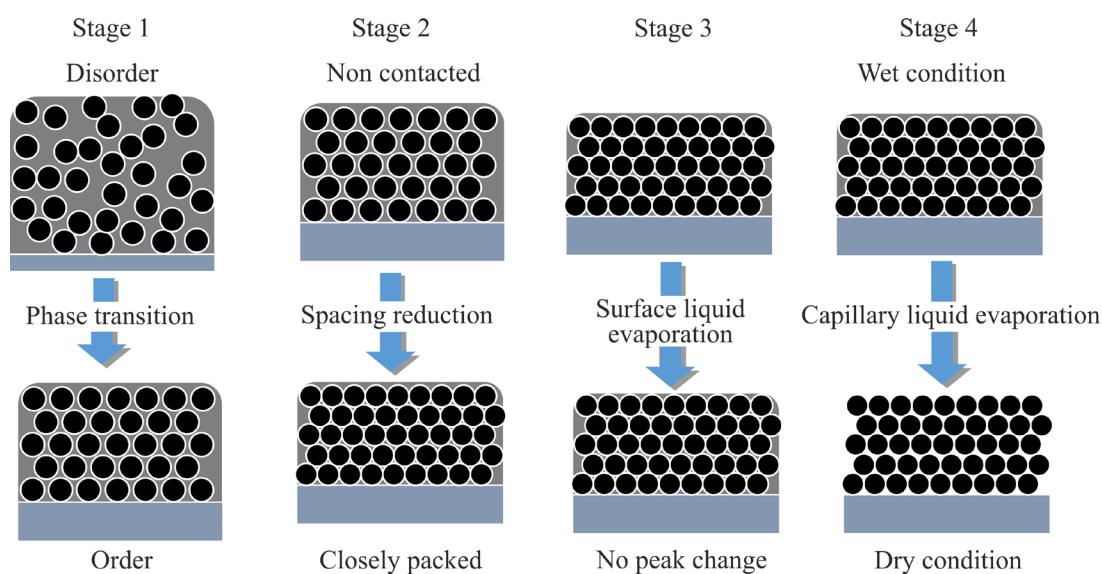 Stage 1
Disorder
Phase transition
Order
Stage 2
Non contacted
Spacing reduction
Closely packed
Stage 3
Surface liquid
evaporation
No peak change
Stage 4
Wet condition
Capillary liquid evaporation
Dry condition